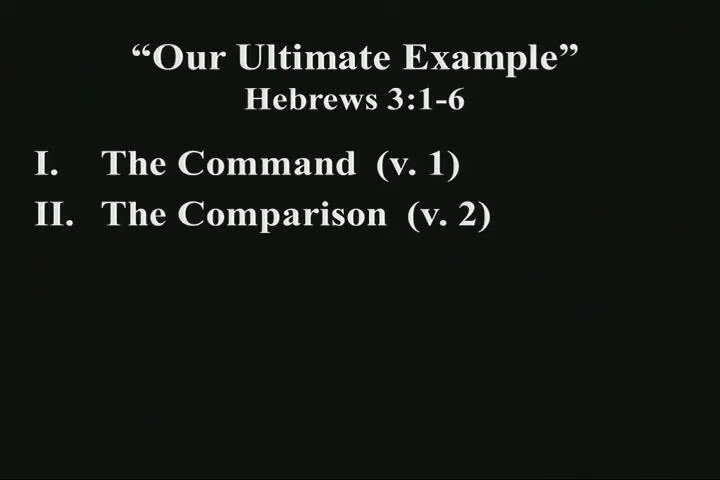 “Our Ultimate Example”
Hebrews 3:1-6
I. The Command (v. 1)
II. The Comparison (v. 2)